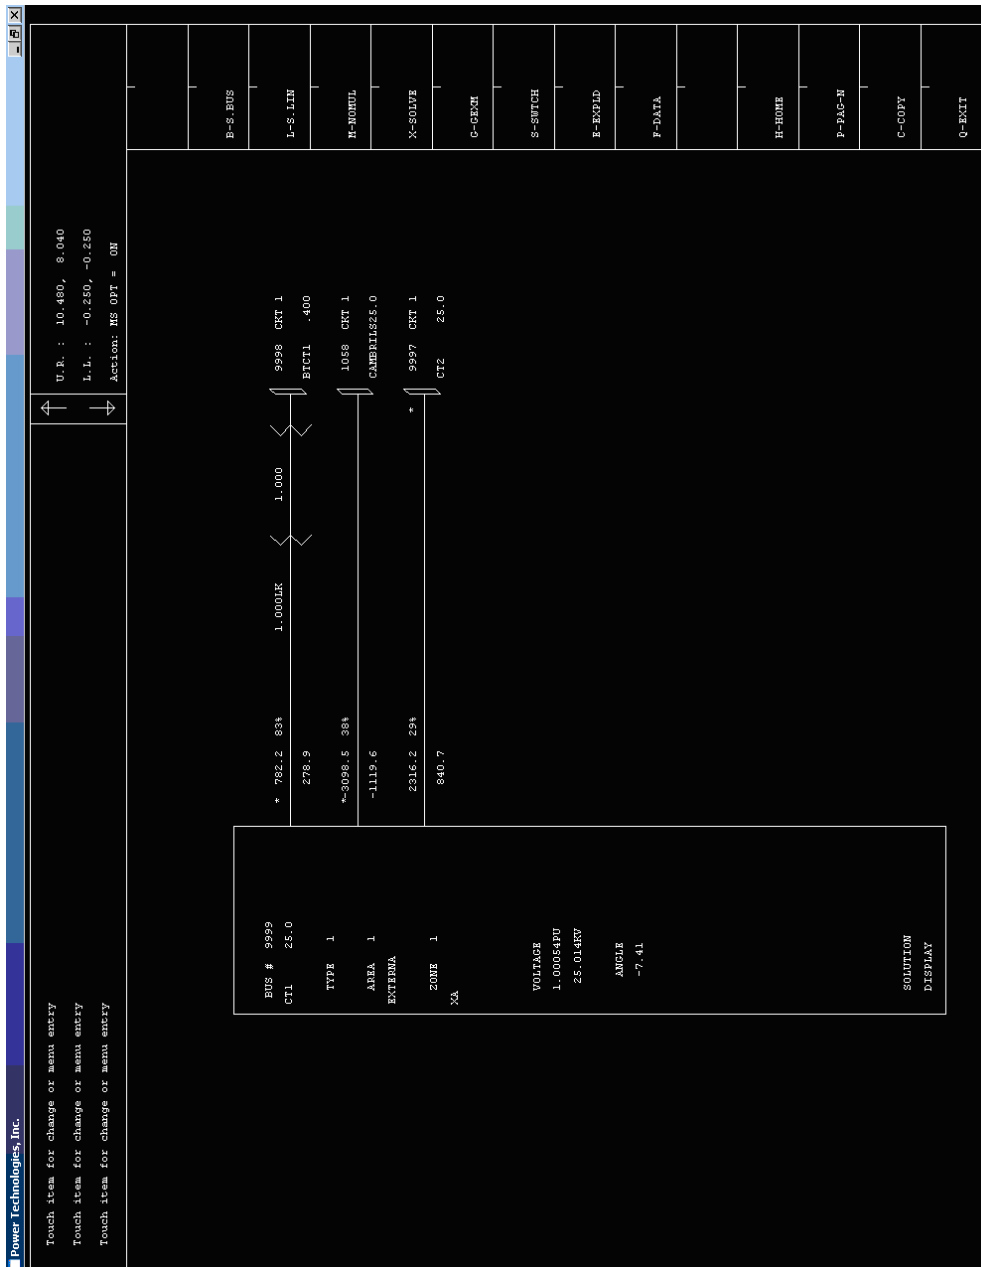 Power Technologies, Inc.
Touch item for change or menu entry
Touch item for change or menu entry
Touch item for change or menu entry
U.R. : 10.480, 8.040
L.L. : -0.250, -0.250
Action: MS OPT = ON
B-S.BUS
L-S.LIN
M-NOMUL
X-SOLVE
G-GEXM
S-SWTCH
E-EXPLD
F-DATA
H-HOME
P-PAG-N
C-COPY
Q-EXIT
BUS # 9999
CT1 25.0
TYPE 1
AREA 1
EXTERNA
ZONE 1
XA
VOLTAGE
1.00054PU
25.014KV
ANGLE
-7.41
SOLUTION
DISPLAY
* 782.2 83% 1.000LK 1.000 9998 CKT 1
278.9 BTCT1 .400
*-3098.5 38% 1058 CKT 1
-1119.6 CAMBRILS25.0
2316.2 29% * 9997 CKT 1
840.7 CT2 25.0